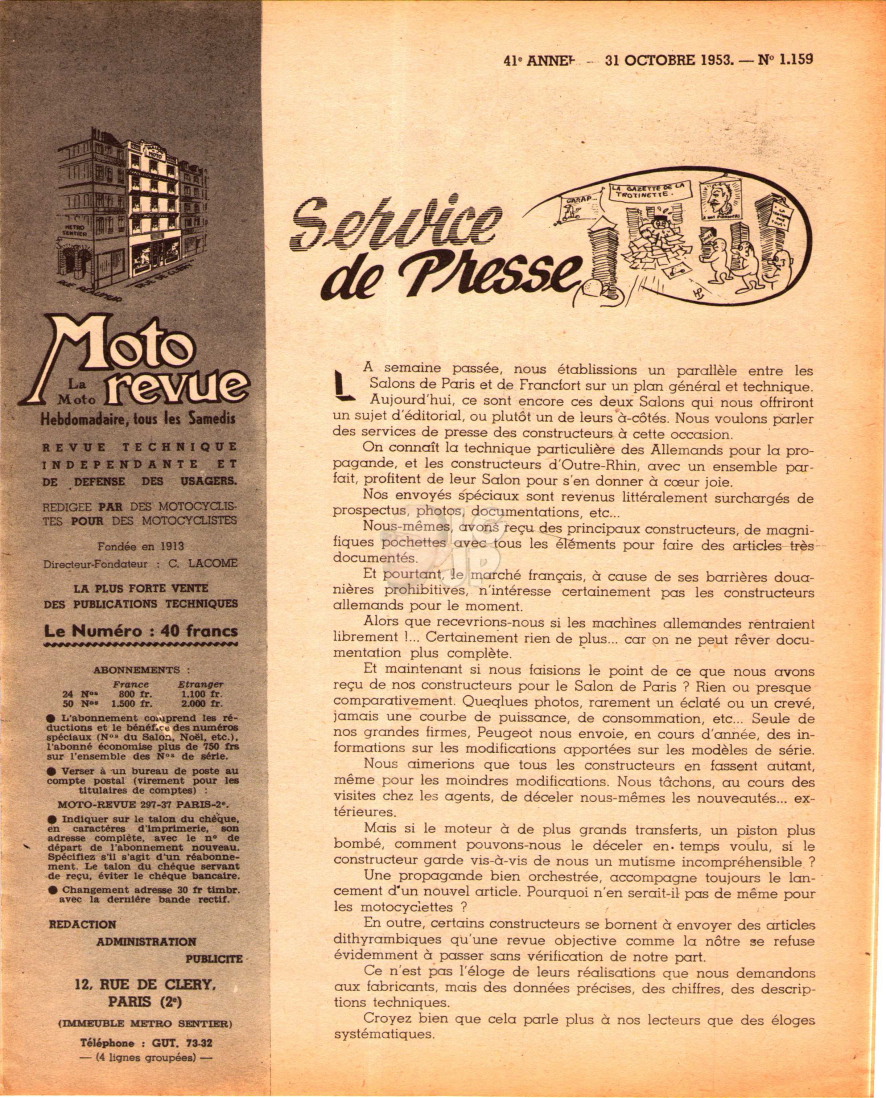 41e ANNEE — 31 OCTOBRE 1953. — No 1.159
METRO
SENTIER
RUE REAUMUR
RUE DE CLERY
Moto
La
Moto revue
Hebdomadaire, tous les Samedis
REVUE TECHNIQUE
INDEPENDANTE ET
DE DEFENSE DES USAGERS.
REDIGEE PAR DES MOTOCYCLIS-
TES POUR DES MOTOCYCLISTES
Fondée en 1913
Directeur-Fondateur : C. LACOME
LA PLUS FORTE VENTE
DES PUBLICATIONS TECHNIQUES
Le Numéro : 40 francs
ABONNEMENTS :
France Etranger
24 Nos 800 fr. 1.100 fr.
50 Nos 1.500 fr. 2.000 fr.
● L'abonnement comprend les ré-
ductions et le bénéfice des numéros
spéciaux (Nos du Salon, Noël, etc.),
l'abonné économise plus de 750 frs
sur l'ensemble des Nos de série.
● Verser à un bureau de poste au
compte postal (virement pour les
titulaires de comptes) :
MOTO-REVUE 297-37 PARIS-2e.
● Indiquer sur le talon du chèque,
en caractères d'imprimerie, son
adresse complète, avec le no de
départ de l'abonnement nouveau.
Spécifiez s'il s'agit d'un réabonne-
ment. Le talon du chèque servant
de reçu, éviter le chèque bancaire.
● Changement adresse 30 fr timbr.
avec la dernière bande rectif.
REDACTION
ADMINISTRATION
PUBLICITE
12, RUE DE CLERY,
PARIS (2e)
(IMMEUBLE METRO SENTIER)
Téléphone : GUT. 73-32
— (4 lignes groupées) —
Service
de Presse
LA GAZETTE DE LA
TROTINETTE.
LA semaine passée, nous établissions un parallèle entre les
Salons de Paris et de Francfort sur un plan général et technique.
Aujourd'hui, ce sont encore ces deux Salons qui nous offriront
un sujet d'éditorial, ou plutôt un de leurs à-côtés. Nous voulons parler
des services de presse des constructeurs à cette occasion.
On connaît la technique particulière des Allemands pour la pro-
pagande, et les constructeurs d'Outre-Rhin, avec un ensemble par-
fait, profitent de leur Salon pour s'en donner à cœur joie.
Nos envoyés spéciaux sont revenus littéralement surchargés de
prospectus, photos, documentations, etc...
Nous-mêmes, avons reçu des principaux constructeurs, de magni-
fiques pochettes avec tous les éléments pour faire des articles très
documentés.
Et pourtant, le marché français, à cause de ses barrières doua-
nières prohibitives, n'intéresse certainement pas les constructeurs
allemands pour le moment.
Alors que recevrions-nous si les machines allemandes rentraient
librement !... Certainement rien de plus... car on ne peut rêver docu-
mentation plus complète.
Et maintenant si nous faisions le point de ce que nous avons
reçu de nos constructeurs pour le Salon de Paris ? Rien ou presque
comparativement. Queqlues photos, rarement un éclaté ou un crevé,
jamais une courbe de puissance, de consommation, etc... Seule de
nos grandes firmes, Peugeot nous envoie, en cours d'année, des in-
formations sur les modifications apportées sur les modèles de série.
Nous aimerions que tous les constructeurs en fassent autant,
même pour les moindres modifications. Nous tâchons, au cours des
visites chez les agents, de déceler nous-mêmes les nouveautés... ex-
térieures.
Mais si le moteur à de plus grands transferts, un piston plus
bombé, comment pouvons-nous le déceler en temps voulu, si le
constructeur garde vis-à-vis de nous un mutisme incompréhensible ?
Une propagande bien orchestrée, accompagne toujours le lan-
cement d'un nouvel article. Pourquoi n'en serait-il pas de même pour
les motocyclettes ?
En outre, certains constructeurs se bornent à envoyer des articles
dithyrambiques qu'une revue objective comme la nôtre se refuse
évidemment à passer sans vérification de notre part.
Ce n'est pas l'éloge de leurs réalisations que nous demandons
aux fabricants, mais des données précises, des chiffres, des descrip-
tions techniques.
Croyez bien que cela parle plus à nos lecteurs que des éloges
systématiques.